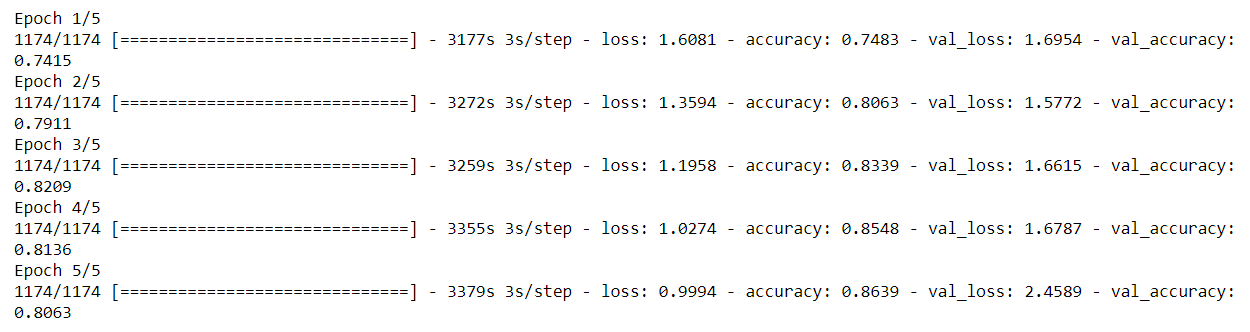 Epoch 1/5
1174/1174 [==============================] - 3177s 3s/step - loss: 1.6081 - accuracy: 0.7483 - val_loss: 1.6954 - val_accuracy:
0.7415
Epoch 2/5
1174/1174 [==============================] - 3272s 3s/step - loss: 1.3594 - accuracy: 0.8063 - val_loss: 1.5772 - val_accuracy:
0.7911
Epoch 3/5
1174/1174 [==============================] - 3259s 3s/step - loss: 1.1958 - accuracy: 0.8339 - val_loss: 1.6615 - val_accuracy:
0.8209
Epoch 4/5
1174/1174 [==============================] - 3355s 3s/step - loss: 1.0274 - accuracy: 0.8548 - val_loss: 1.6787 - val_accuracy:
0.8136
Epoch 5/5
1174/1174 [==============================] - 3379s 3s/step - loss: 0.9994 - accuracy: 0.8639 - val_loss: 2.4589 - val_accuracy:
0.8063